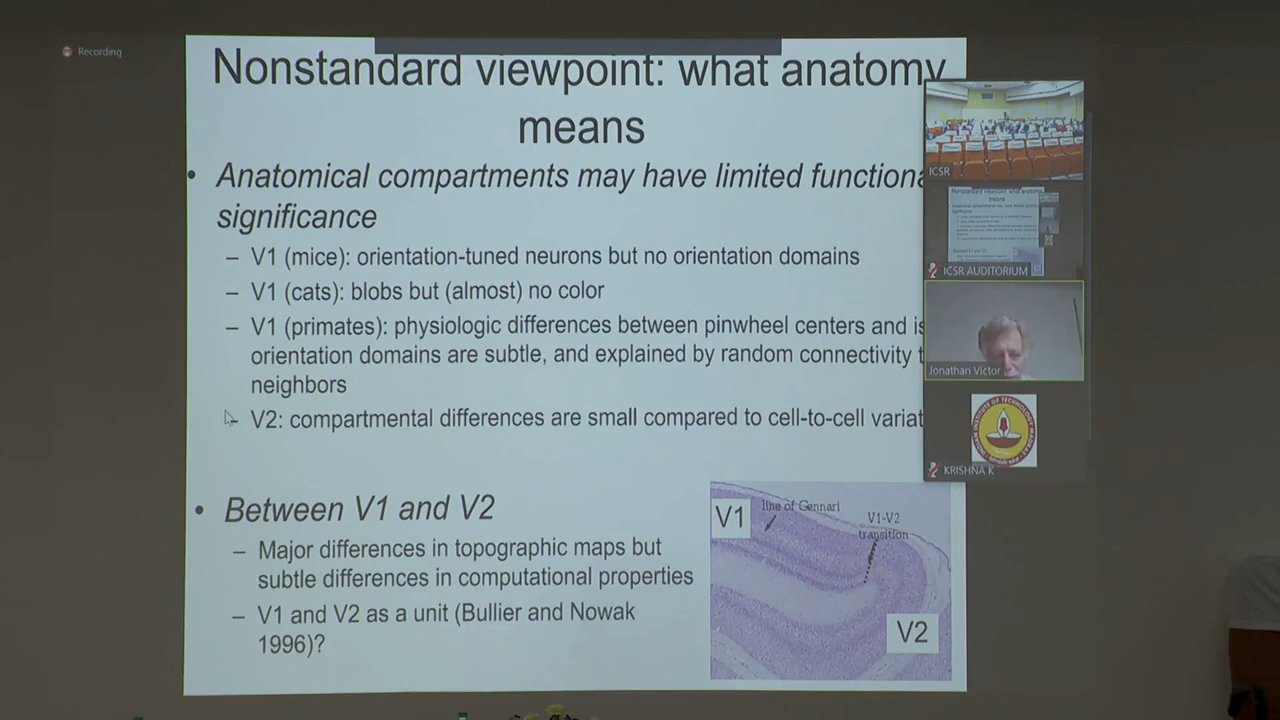 Recording
Nonstandard viewpoint: what anatomy
means
• Anatomical compartments may have limited functiona
significance
– V1 (mice): orientation-tuned neurons but no orientation domains
– V1 (cats): blobs but (almost) no color
– V1 (primates): physiologic differences between pinwheel centers and is
orientation domains are subtle, and explained by random connectivity t
neighbors
– V2: compartmental differences are small compared to cell-to-cell variat
• Between V1 and V2
– Major differences in topographic maps but
subtle differences in computational properties
– V1 and V2 as a unit (Bullier and Nowak
1996)?
V1
line of Gennari
V1-V2
transition
V2
ICSR
ICSR AUDITORIUM
Jonathan Victor
KRISHNA K